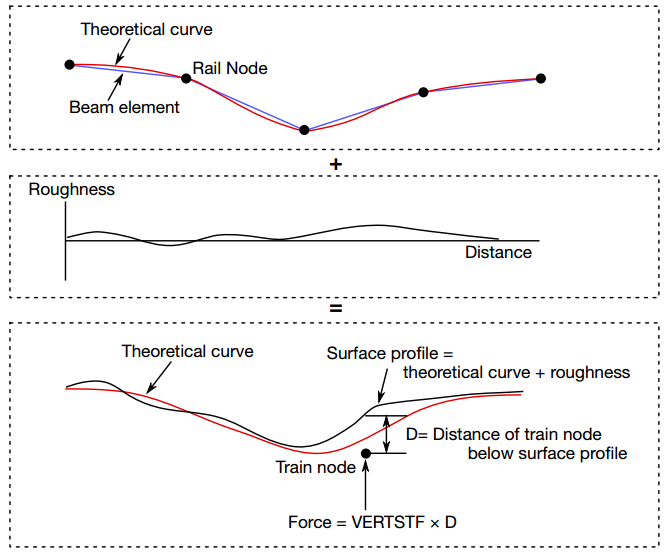 Theoretical curve
Rail Node
Beam element
+
Roughness
Distance
=
Theoretical curve
Surface profile =
theoretical curve + roughness
D= Distance of train node
below surface profile
Train node
Force = VERTSTF × D